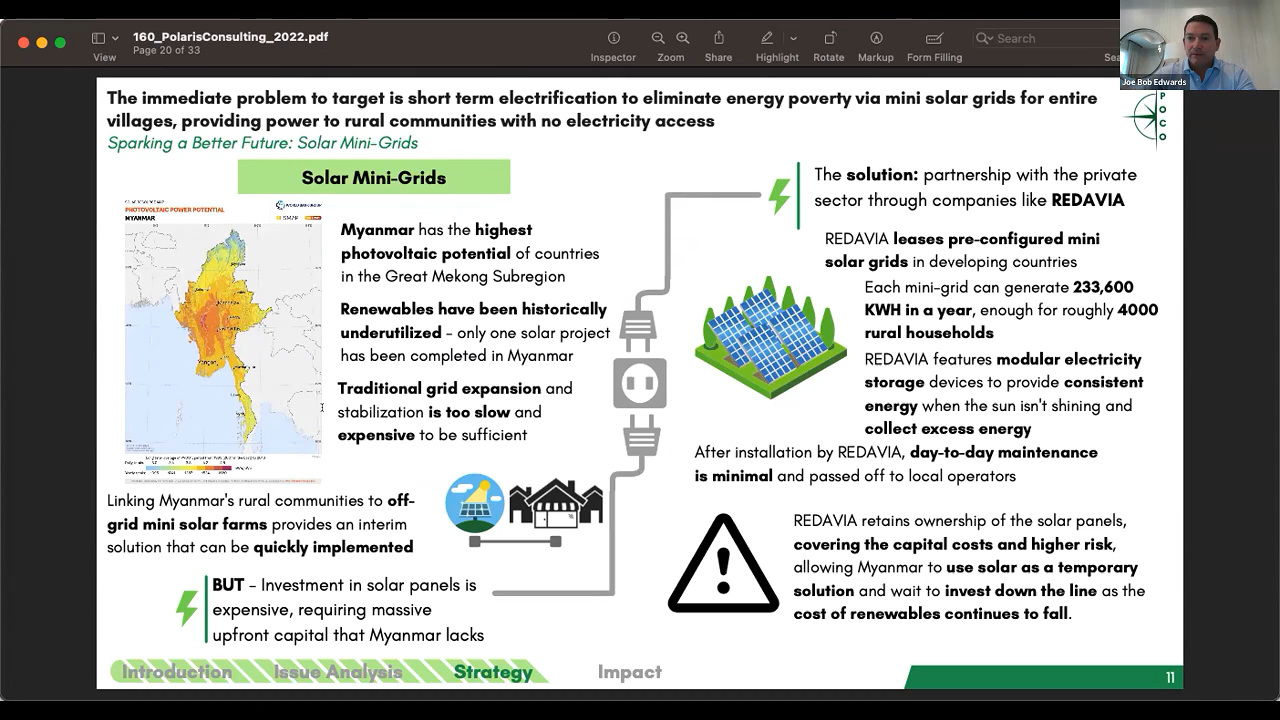 160_PolarisConsulting_2022.pdf
Page 20 of 33
View
Inspector
Zoom
Share
Highlight
Rotate
Markup
Form Filling
Search
Sea
Joe Bob Edwards
The immediate problem to target is short term electrification to eliminate energy poverty via mini solar grids for entire
villages, providing power to rural communities with no electricity access
Sparking a Better Future: Solar Mini-Grids
POCO
Solar Mini-Grids
PHOTOVOLTAIC POWER POTENTIAL
MYANMAR
WORLD BANK GROUP
ESMAP
Yangon
Myanmar has the highest
photovoltaic potential of countries
in the Great Mekong Subregion
Renewables have been historically
underutilized - only one solar project
has been completed in Myanmar
Traditional grid expansion and
stabilization is too slow and
expensive to be sufficient
Linking Myanmar's rural communities to off-
grid mini solar farms provides an interim
solution that can be quickly implemented
BUT - Investment in solar panels is
expensive, requiring massive
upfront capital that Myanmar lacks
The solution: partnership with the private
sector through companies like REDAVIA
REDAVIA leases pre-configured mini
solar grids in developing countries
Each mini-grid can generate 233,600
KWH in a year, enough for roughly 4000
rural households
REDAVIA features modular electricity
storage devices to provide consistent
energy when the sun isn't shining and
collect excess energy
After installation by REDAVIA, day-to-day maintenance
is minimal and passed off to local operators
REDAVIA retains ownership of the solar panels,
covering the capital costs and higher risk,
allowing Myanmar to use solar as a temporary
solution and wait to invest down the line as the
cost of renewables continues to fall.
Introduction
Issue Analysis
Strategy
Impact
11